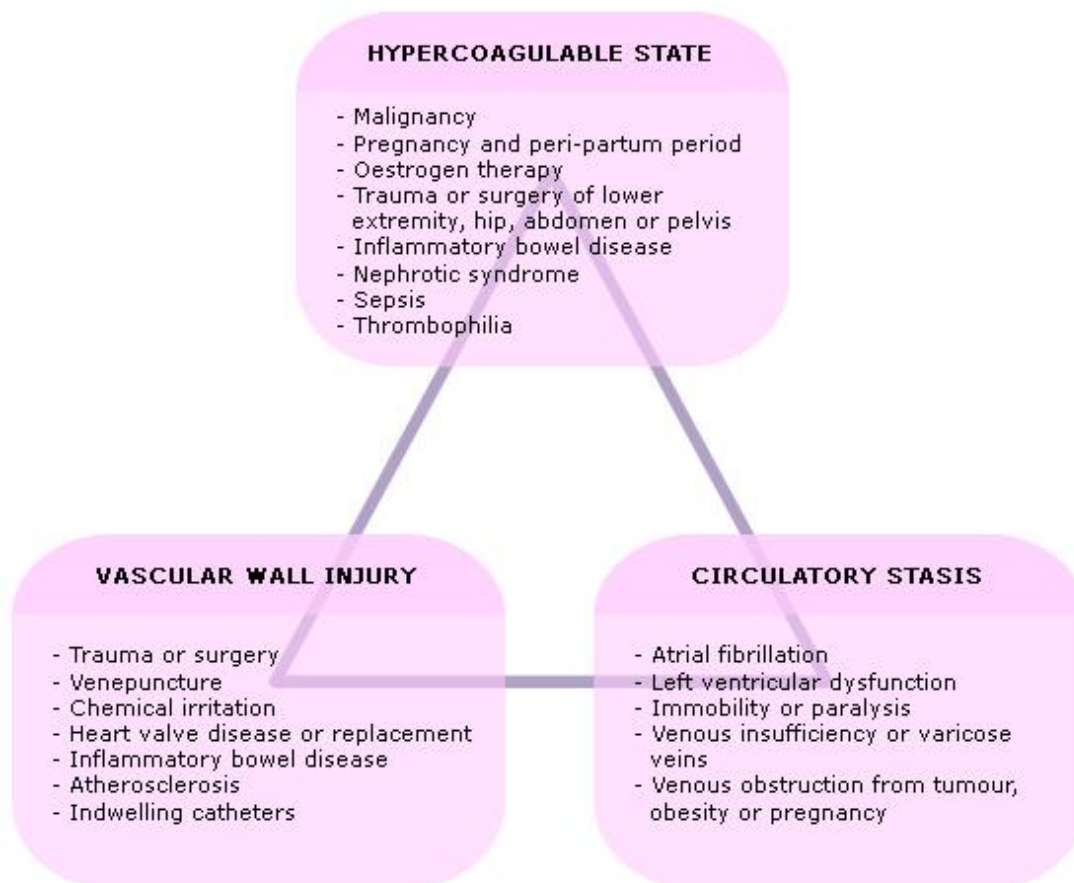 HYPERCOAGULABLE STATE
- Malignancy
- Pregnancy and peri-partum period
- Oestrogen therapy
- Trauma or surgery of lower
extremity, hip, abdomen or pelvis
- Inflammatory bowel disease
- Nephrotic syndrome
- Sepsis
- Thrombophilia
VASCULAR WALL INJURY
- Trauma or surgery
- Venepuncture
- Chemical irritation
- Heart valve disease or replacement
- Inflammatory bowel disease
- Atherosclerosis
- Indwelling catheters
CIRCULATORY STASIS
- Atrial fibrillation
- Left ventricular dysfunction
- Immobility or paralysis
- Venous insufficiency or varicose
veins
- Venous obstruction from tumour,
obesity or pregnancy